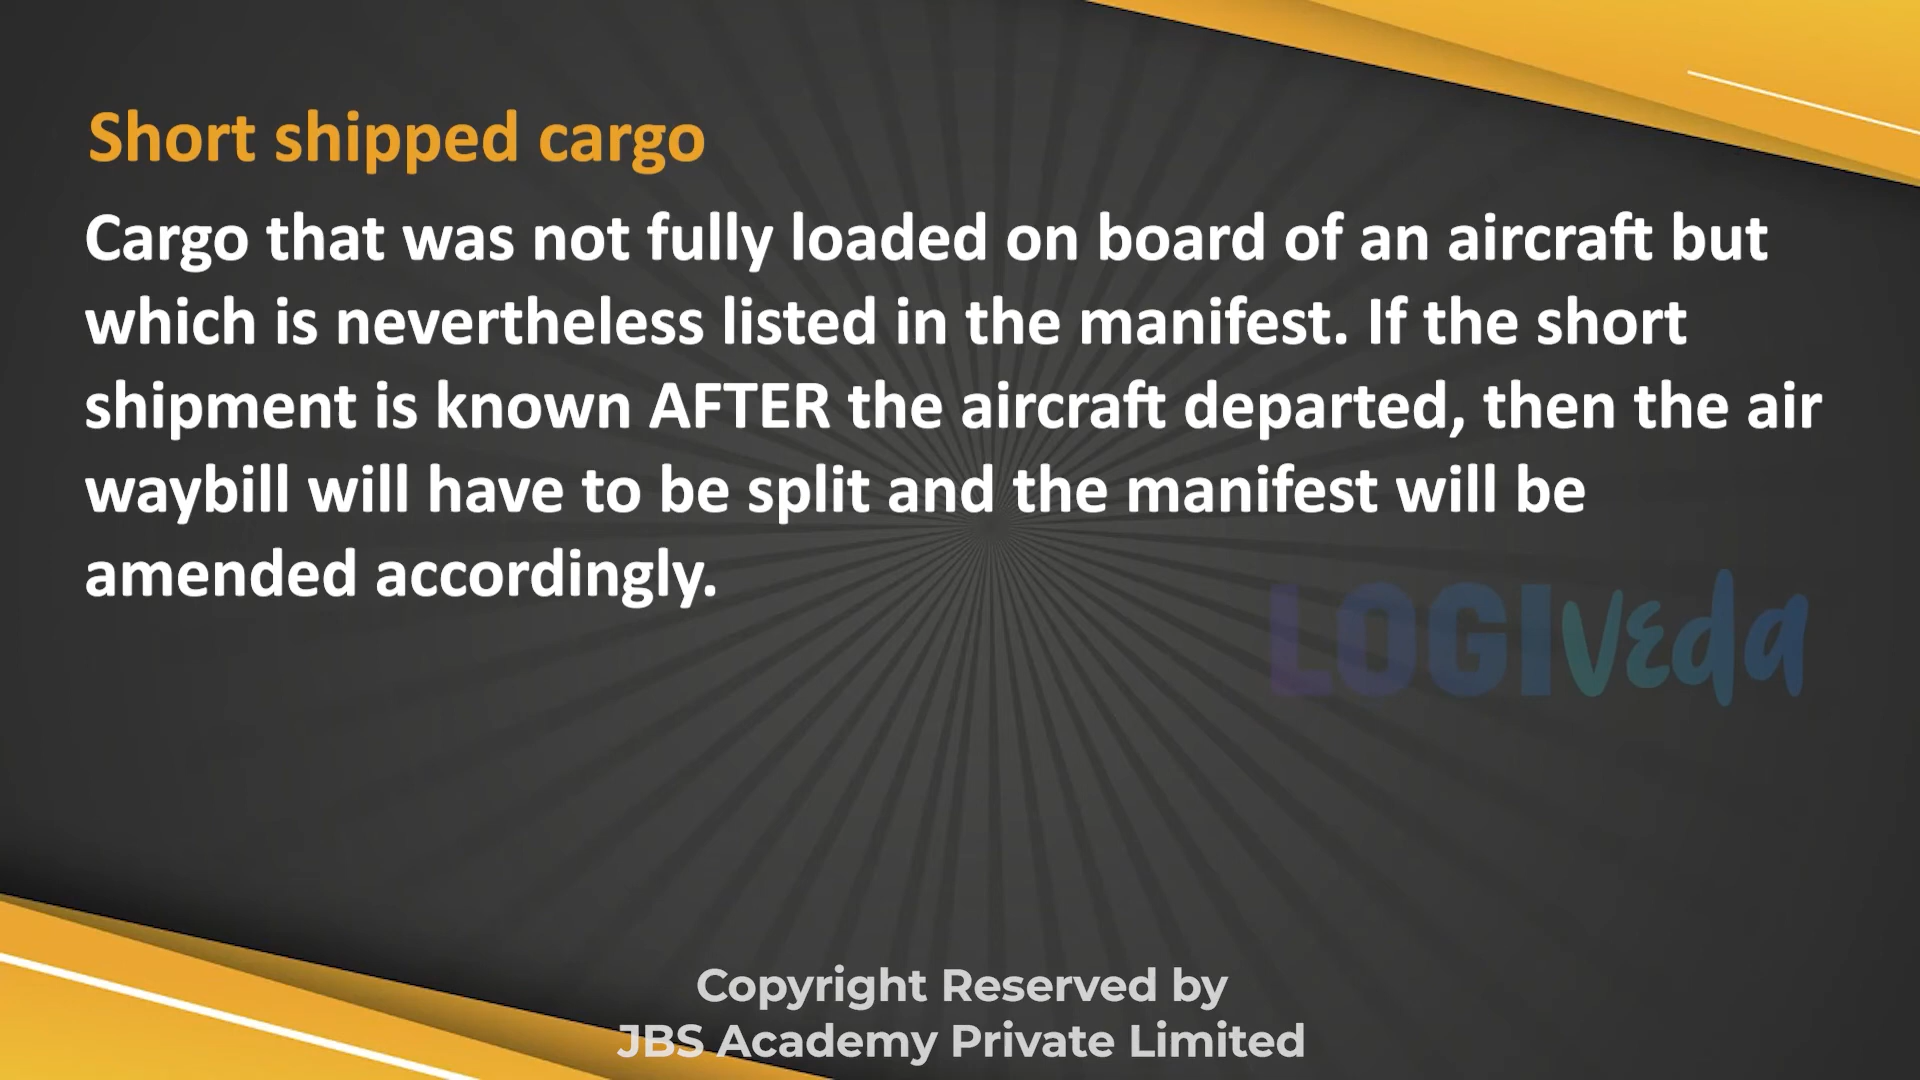 Short shipped cargo
Cargo that was not fully loaded on board of an aircraft but
which is nevertheless listed in the manifest. If the short
shipment is known AFTER the aircraft departed, then the air
waybill will have to be split and the manifest will be
amended accordingly.
LOGIVEda
Copyright Reserved by
JBS Academy Private Limited